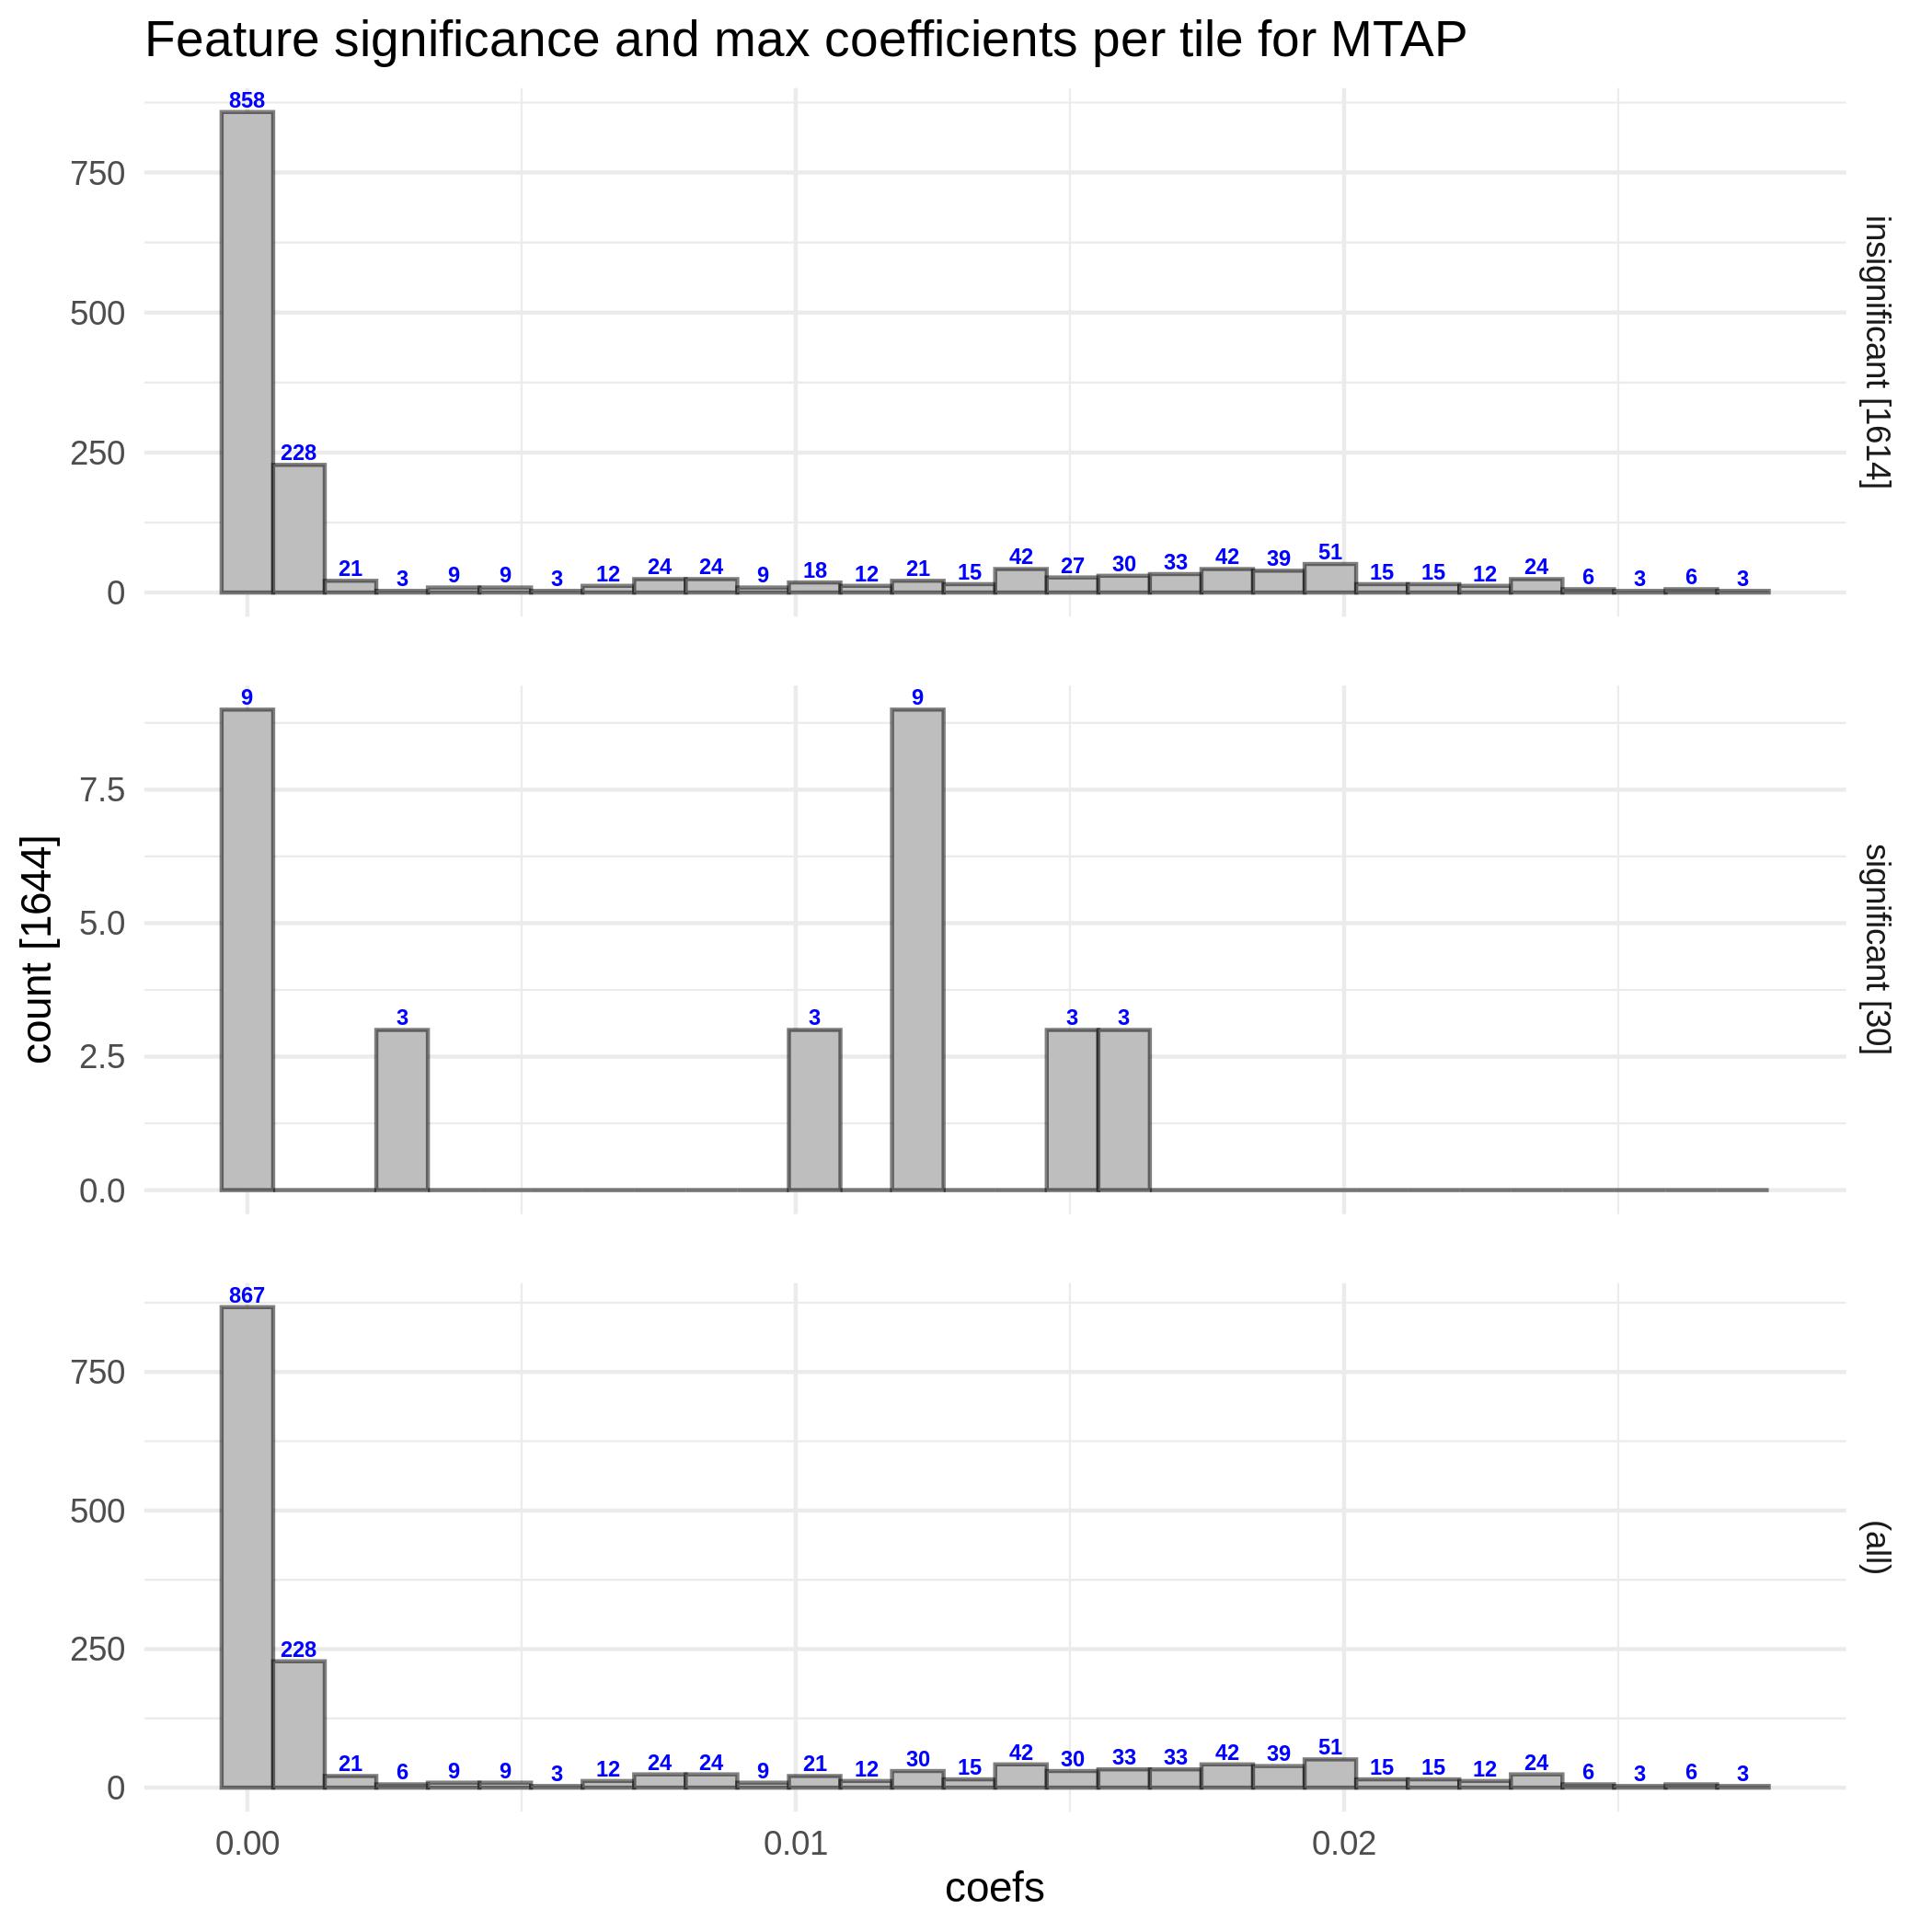 Feature significance and max coefficients per tile for MTAP
858
750
500
250
228
0
21 3 9 9 3 12 24 24 9 18 12 21 15 42 27 30 33 42 39 51 15 15 12 24 6 3 6 3
insignificant [1614]
9 9
7.5
5.0
2.5
0.0
3 3 3 3
significant [30]
count [1644]
867
750
500
250
228
0
21 6 9 9 3 12 24 24 9 21 12 30 15 42 30 33 33 42 39 51 15 15 12 24 6 3 6 3
(all)
0.00 0.01 0.02
coefs